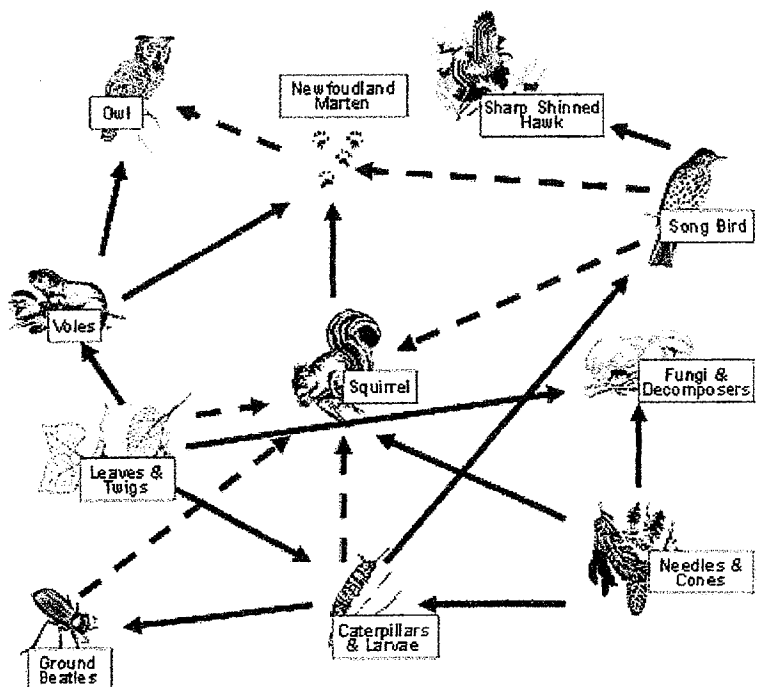 Owl
Newfoudland
Marten
Sharp Shinned
Hawk
Song Bird
Voles
Squirrel
Fungi &
Decomposers
Leaves &
Twigs
Needles &
Cones
Caterpillars
& Larvae
Ground
Beatles